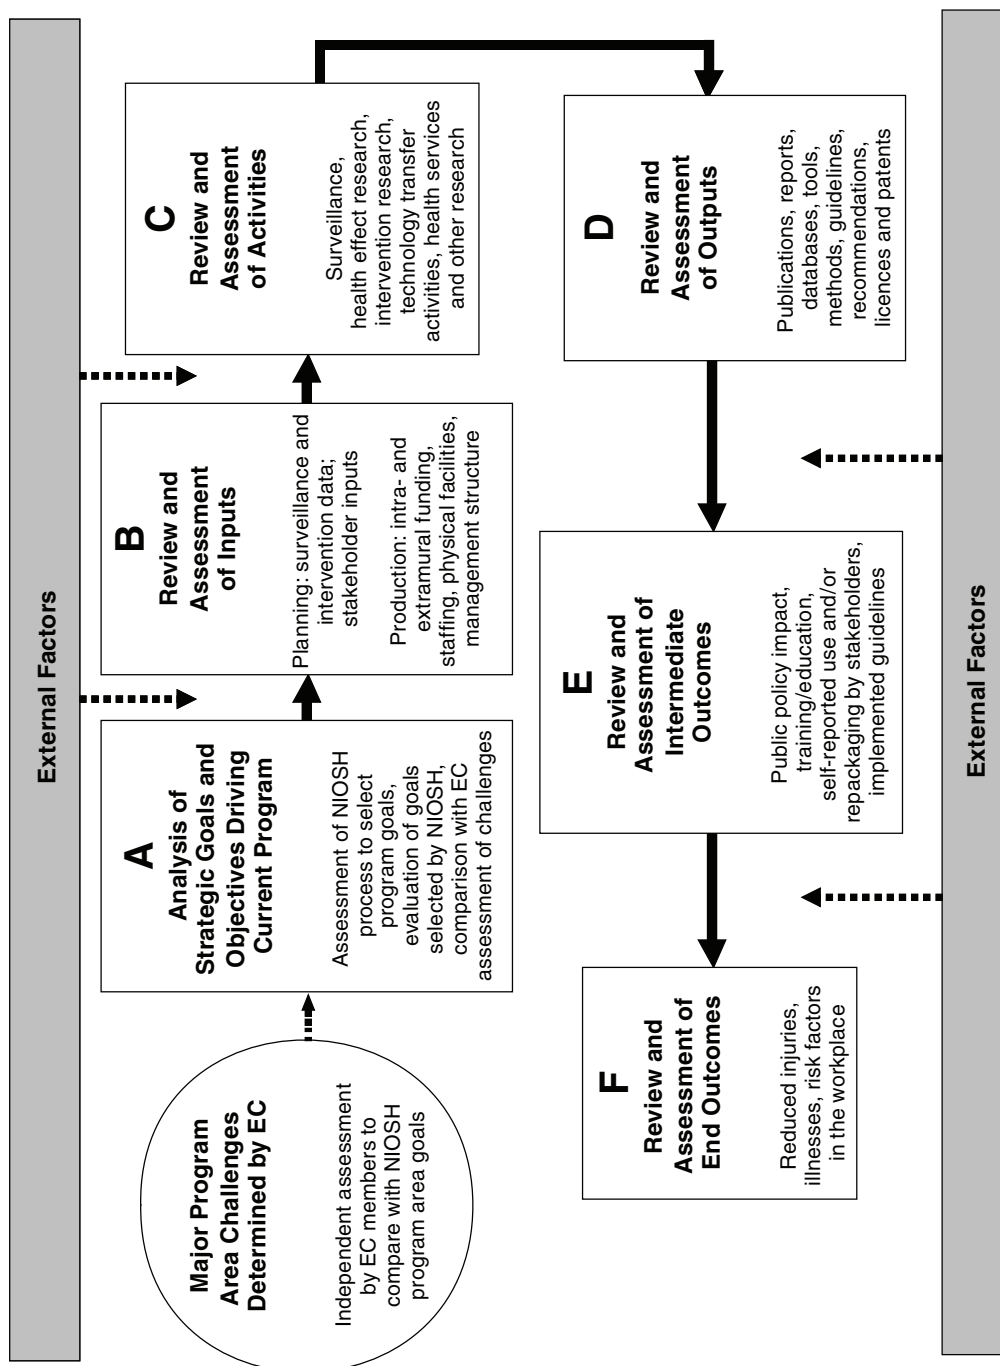 External Factors
Major Program
Area Challenges
Determined by EC
Independent assessment
by EC members to
compare with NIOSH
program area goals
A
Analysis of
Strategic Goals and
Objectives Driving
Current Program
Assessment of NIOSH
process to select
program goals,
evaluation of goals
selected by NIOSH,
comparison with EC
assessment of challenges
B
Review and
Assessment
of Inputs
Planning: surveillance and
intervention data;
stakeholder inputs
Production: intra- and
extramural funding,
staffing, physical facilities,
management structure
C
Review and
Assessment
of Activities
Surveillance,
health effect research,
intervention research,
technology transfer
activities, health services
and other research
D
Review and
Assessment
of Outputs
Publications, reports,
databases, tools,
methods, guidelines,
recommendations,
licences and patents
E
Review and
Assessment of
Intermediate
Outcomes
Public policy impact,
training/education,
self-reported use and/or
repackaging by stakeholders,
implemented guidelines
F
Review and
Assessment of
End Outcomes
Reduced injuries,
illnesses, risk factors
in the workplace
External Factors